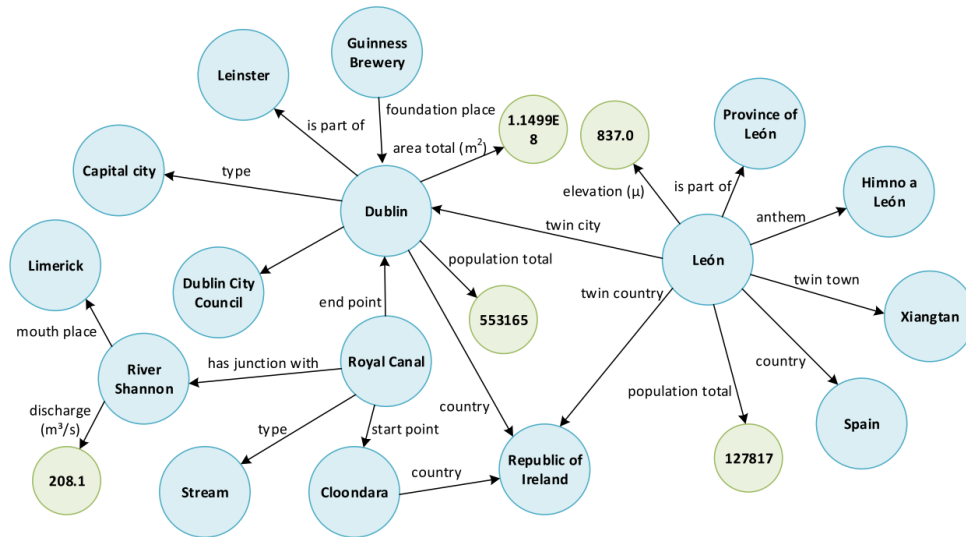 Guinness
Brewery
Leinster
foundation place
1.1499E
8
837.0
Province of
León
is part of
area total (m²)
Capital city
type
elevation (μ)
is part of
Himno a
León
anthem
Dublin
twin city
León
Limerick
Dublin City
Council
population total
twin country
twin town
Xiangtan
end point
553165
mouth place
River
Shannon
has junction with
Royal Canal
country
population total
Spain
discharge
(m³/s)
type
start point
country
208.1
Stream
Cloondara
country
Republic of
Ireland
127817